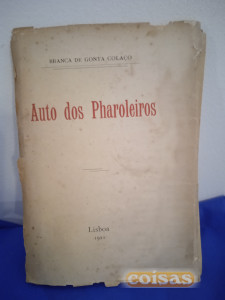 BRANCA DE GONTA COLAÇO
Auto dos Pharoleiros
Lisboa
coisas